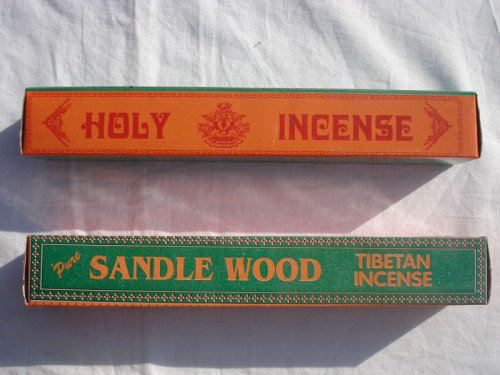 HOLY INCENSE
Pure SANDLE WOOD TIBETAN
INCENSE